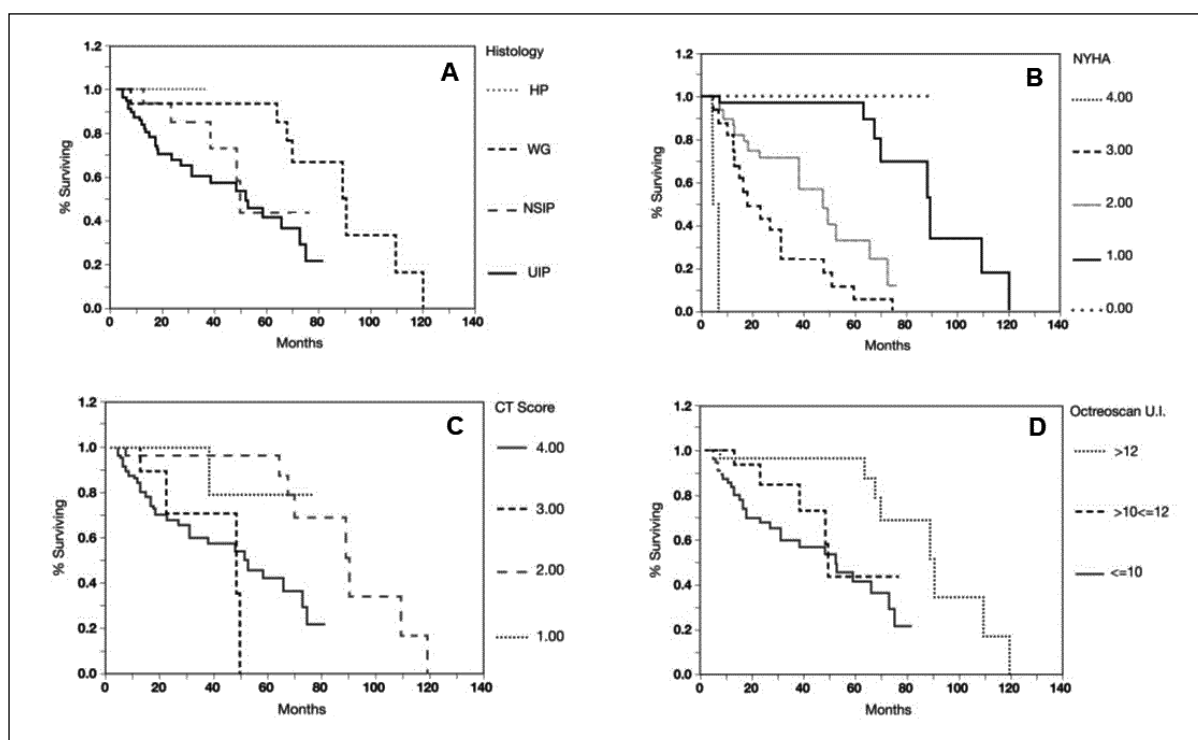 A
Histology
HP
WG
NSIP
UIP
% Surviving
1.2
1.0
0.8
0.6
0.4
0.2
0.0
0 20 40 60 80 100 120 140
Months
B
NYHA
4.00
3.00
2.00
1.00
0.00
% Surviving
1.2
1.0
0.8
0.6
0.4
0.2
0.0
0 20 40 60 80 100 120 140
Months
C
CT Score
4.00
3.00
2.00
1.00
% Surviving
1.2
1.0
0.8
0.6
0.4
0.2
0.0
0 20 40 60 80 100 120 140
Months
D
Octreoscan U.I.
>12
>10<=12
<=10
% Surviving
1.2
1.0
0.8
0.6
0.4
0.2
0.0
0 20 40 60 80 100 120 140
Months